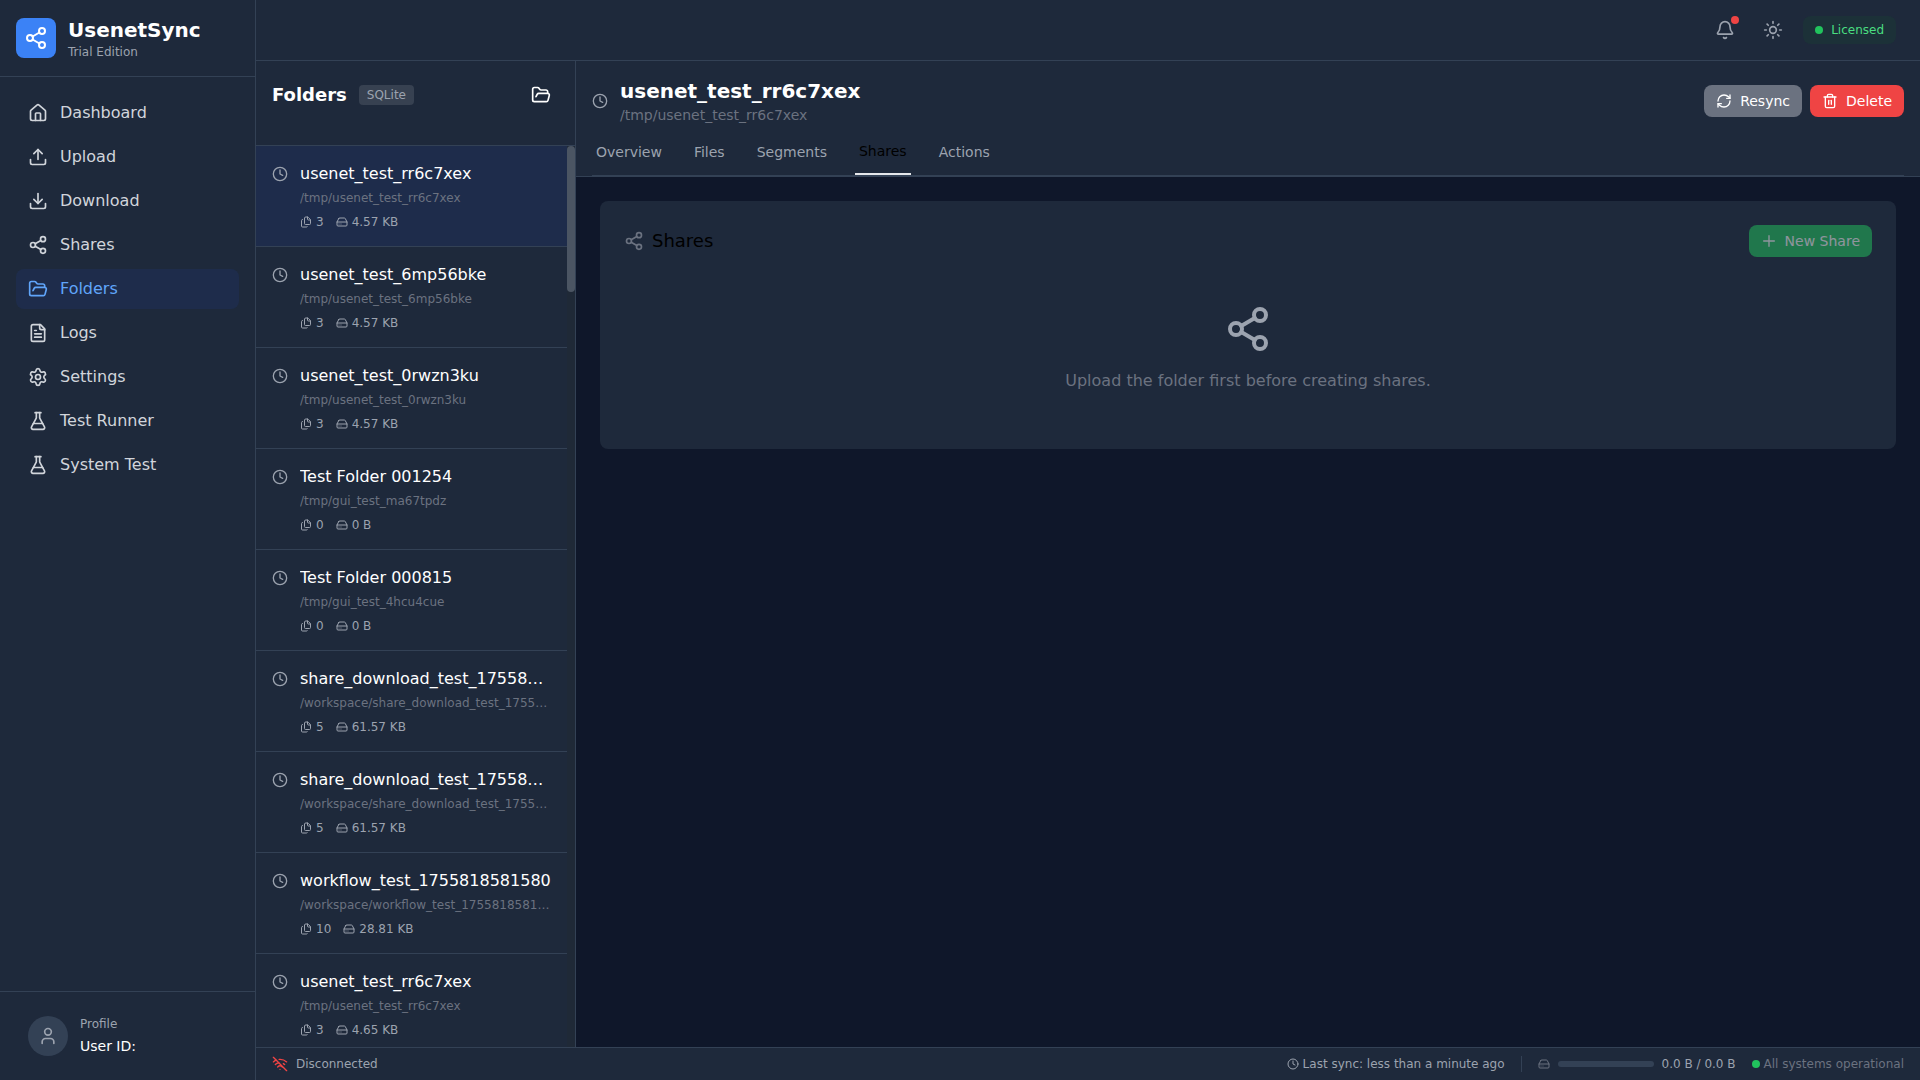 UsenetSync
Trial Edition
Dashboard
Upload
Download
Shares
Folders
Logs
Settings
Test Runner
System Test
Profile
User ID:
Licensed
Folders
SQLite
usenet_test_rr6c7xex
/tmp/usenet_test_rr6c7xex
3 4.57 KB
usenet_test_6mp56bke
/tmp/usenet_test_6mp56bke
3 4.57 KB
usenet_test_0rwzn3ku
/tmp/usenet_test_0rwzn3ku
3 4.57 KB
Test Folder 001254
/tmp/gui_test_ma67tpdz
0 0 B
Test Folder 000815
/tmp/gui_test_4hcu4cue
0 0 B
share_download_test_17558...
/workspace/share_download_test_1755...
5 61.57 KB
share_download_test_17558...
/workspace/share_download_test_1755...
5 61.57 KB
workflow_test_1755818581580
/workspace/workflow_test_1755818581...
10 28.81 KB
usenet_test_rr6c7xex
/tmp/usenet_test_rr6c7xex
3 4.65 KB
usenet_test_rr6c7xex
/tmp/usenet_test_rr6c7xex
Resync
Delete
Overview Files Segments Shares Actions
Shares
New Share
Upload the folder first before creating shares.
Disconnected
Last sync: less than a minute ago
0.0 B / 0.0 B
All systems operational